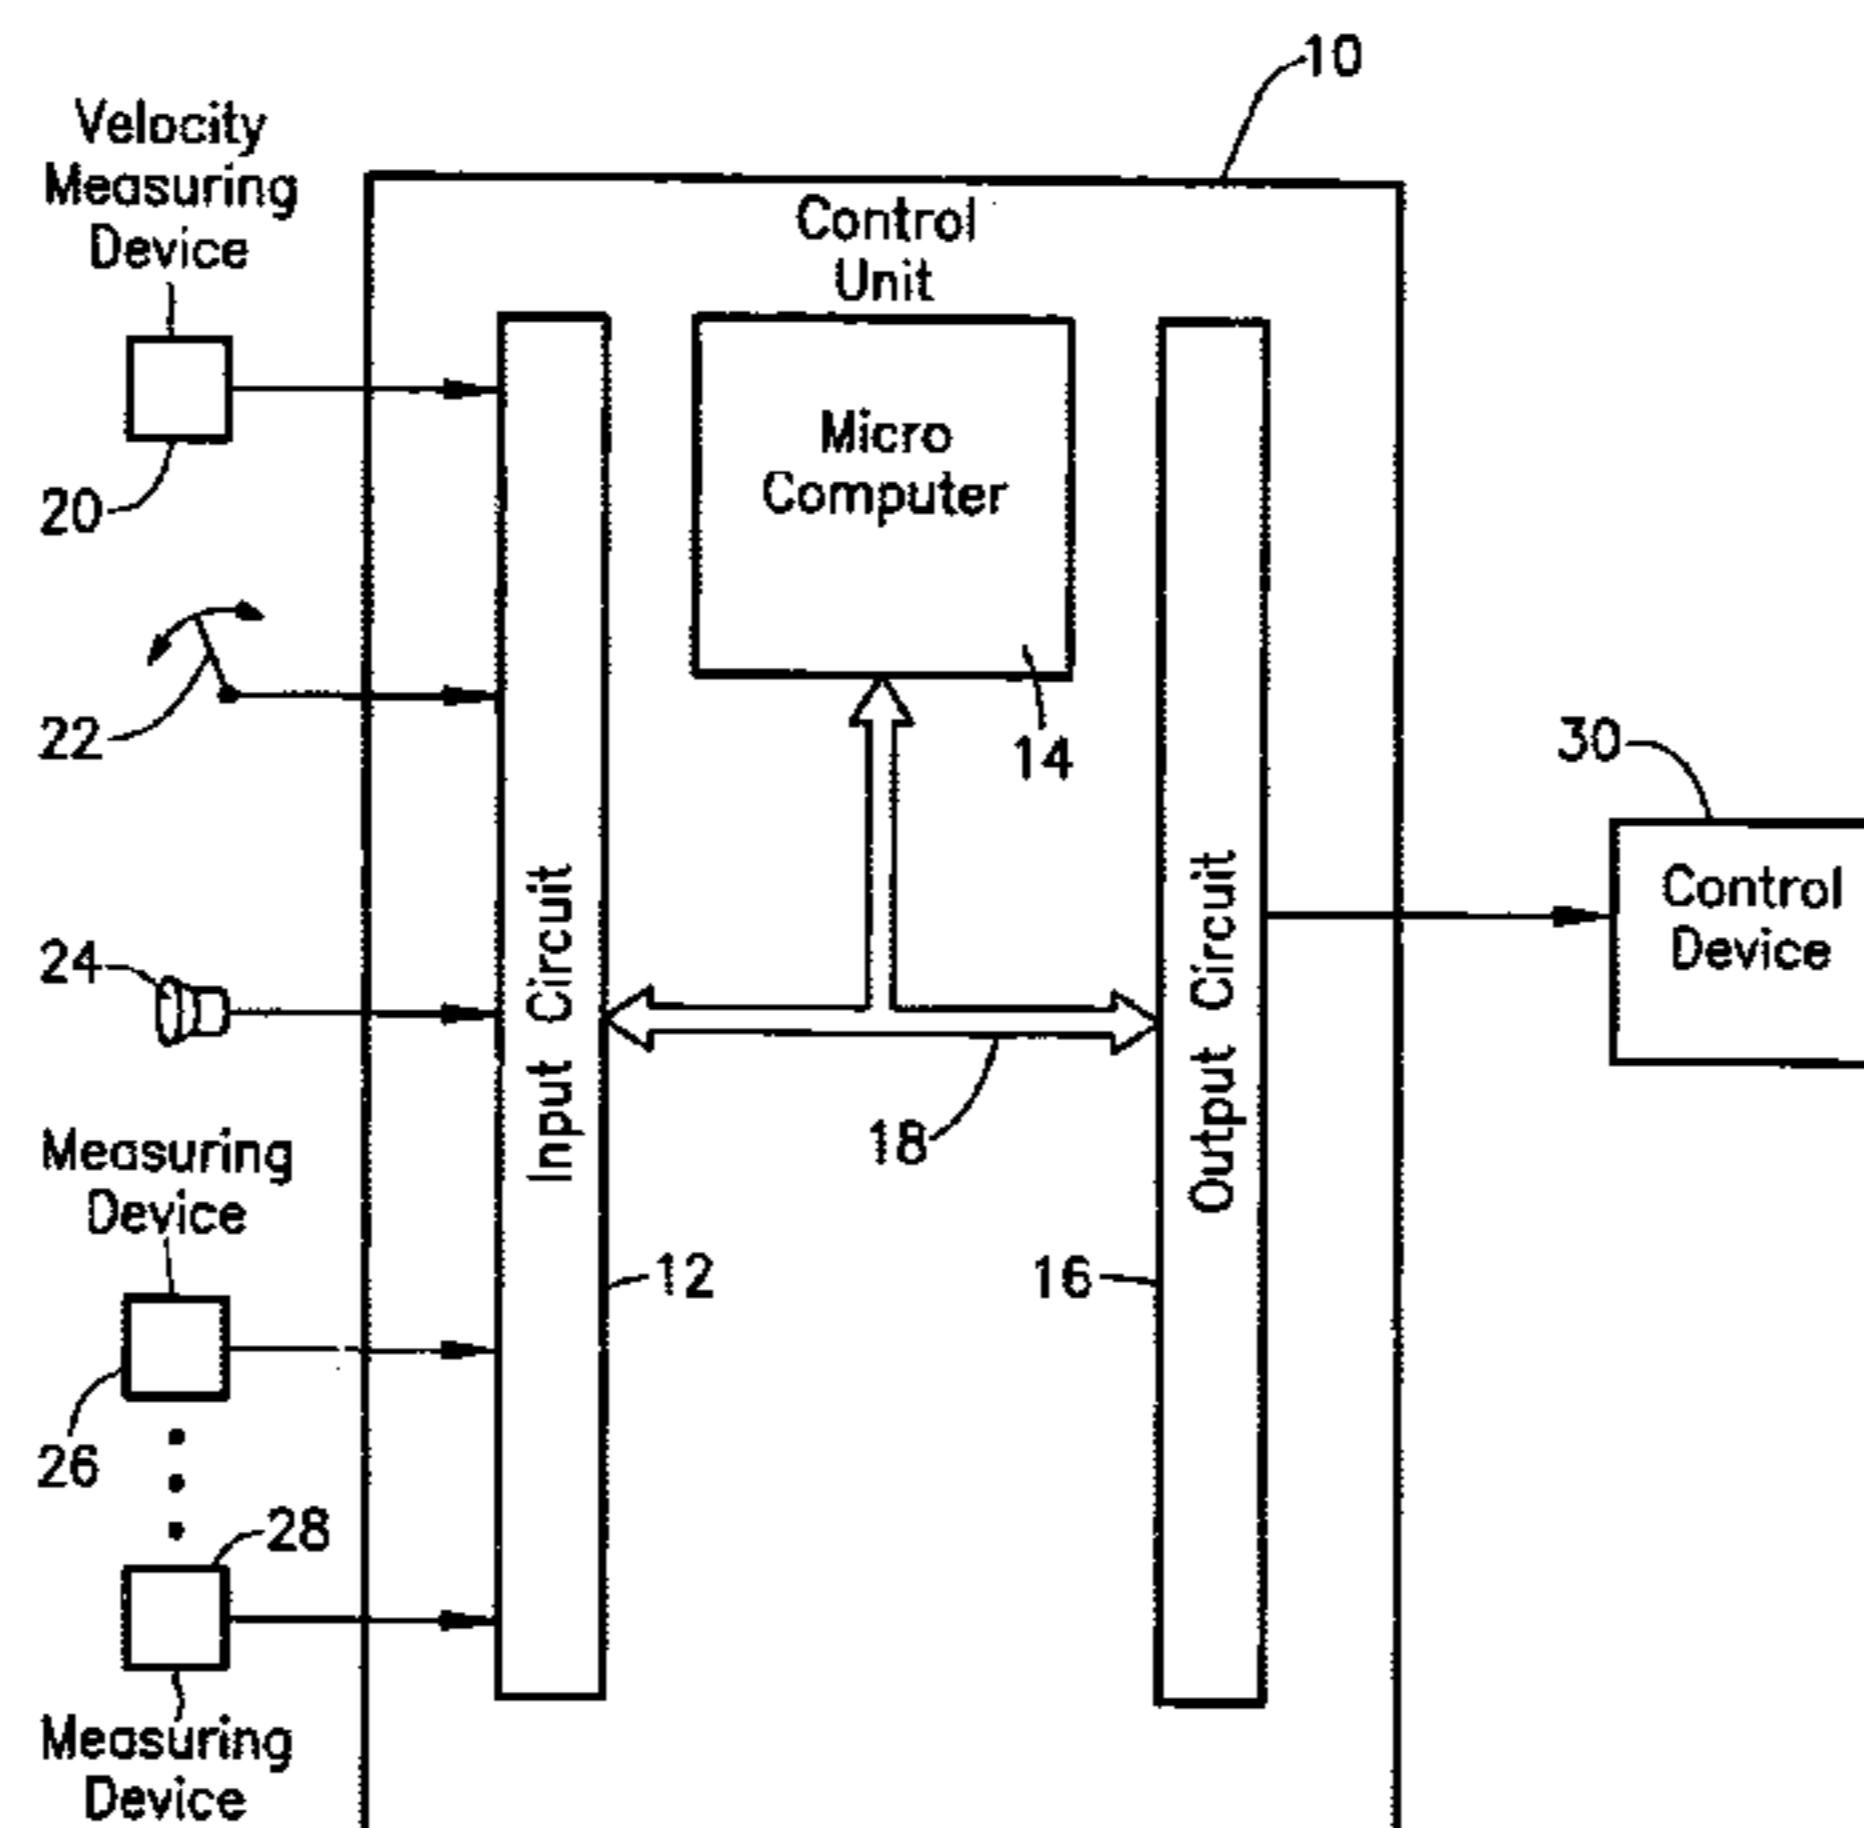 10
Velocity
Measuring
Device
Control
Unit
20
Micro
Computer
22
14
30
Control
Device
24
Input Circuit
Output Circuit
18
Measuring
Device
12
16
26
28
Measuring
Device